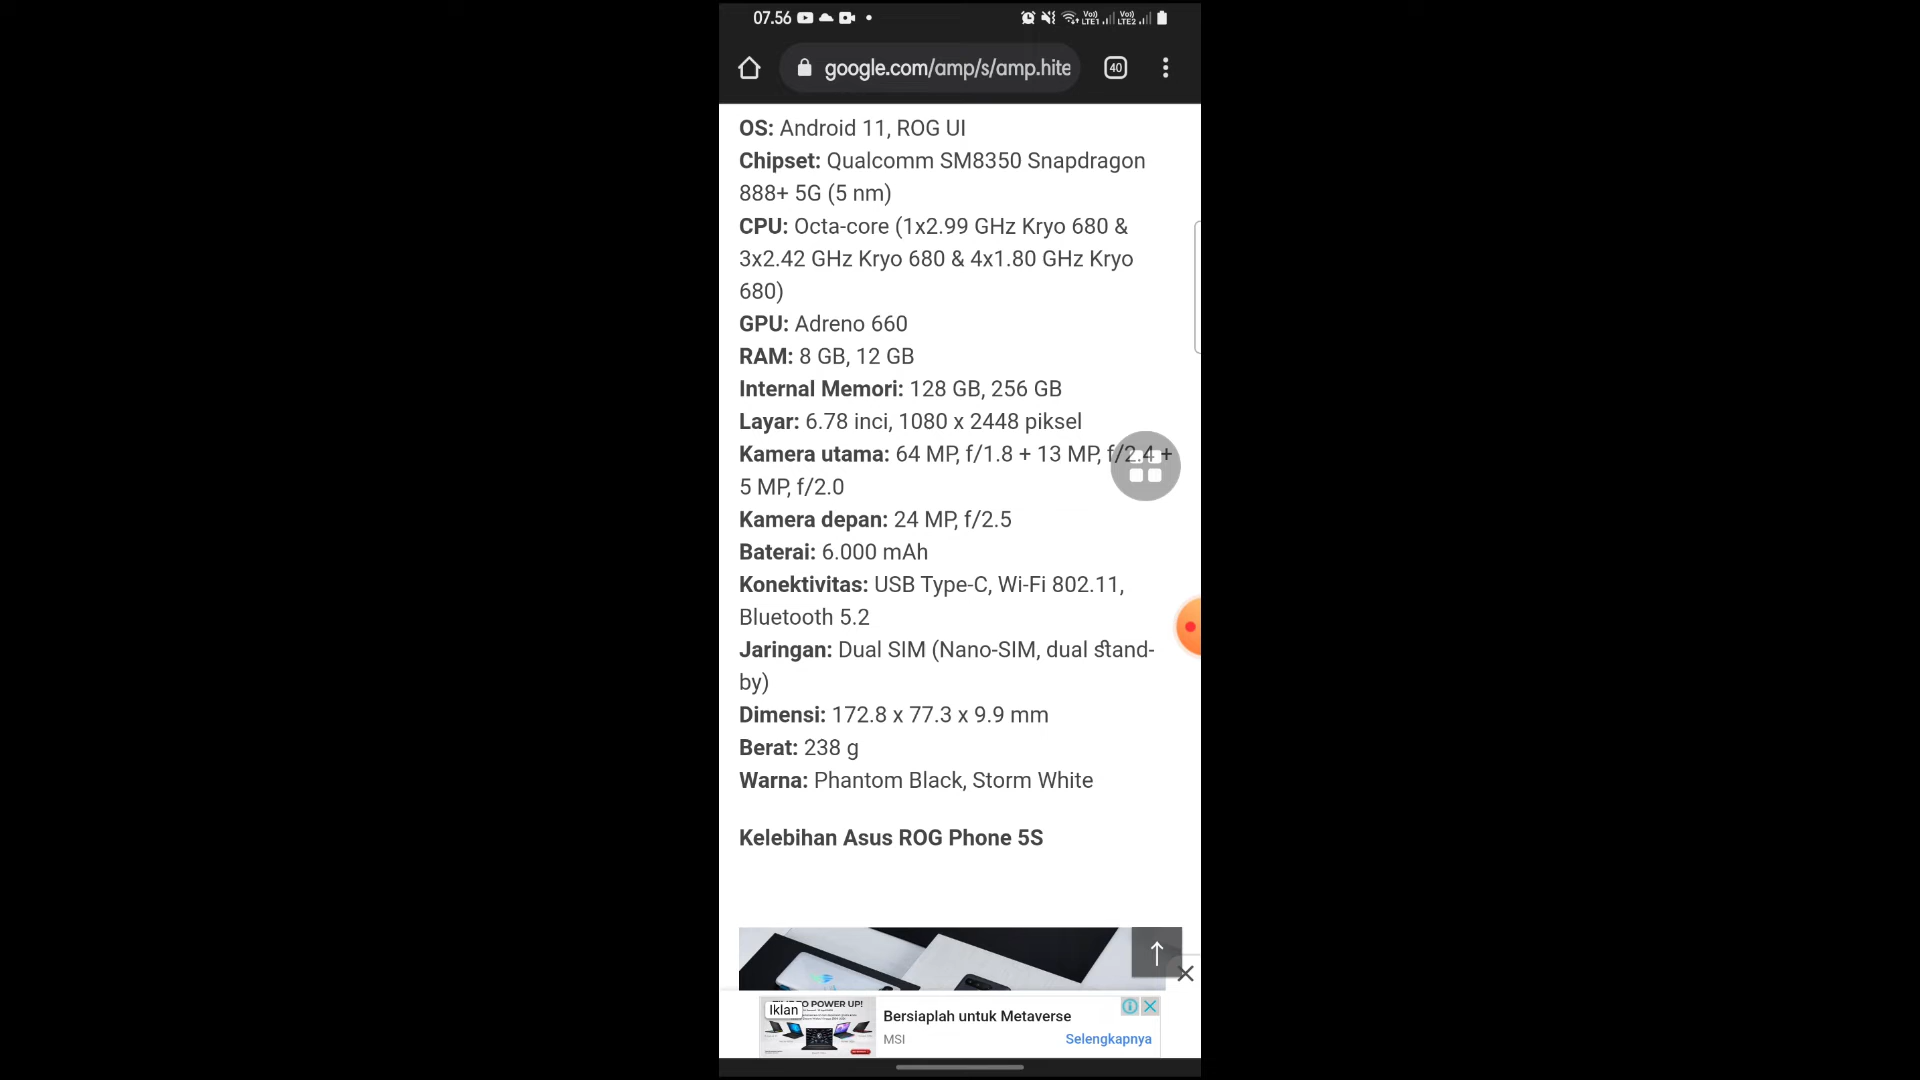 07.56
Vo) LTE1 Vo) LTE2
google.com/amp/s/amp.hite
40
OS: Android 11, ROG UI
Chipset: Qualcomm SM8350 Snapdragon
888+ 5G (5 nm)
CPU: Octa-core (1x2.99 GHz Kryo 680 &
3x2.42 GHz Kryo 680 & 4x1.80 GHz Kryo
680)
GPU: Adreno 660
RAM: 8 GB, 12 GB
Internal Memori: 128 GB, 256 GB
Layar: 6.78 inci, 1080 x 2448 piksel
Kamera utama: 64 MP, f/1.8 + 13 MP, f/2.4 +
5 MP, f/2.0
Kamera depan: 24 MP, f/2.5
Baterai: 6.000 mAh
Konektivitas: USB Type-C, Wi-Fi 802.11,
Bluetooth 5.2
Jaringan: Dual SIM (Nano-SIM, dual stand-
by)
Dimensi: 172.8 x 77.3 x 9.9 mm
Berat: 238 g
Warna: Phantom Black, Storm White
Kelebihan Asus ROG Phone 5S
TO POWER UP!
Iklan
Bersiaplah untuk Metaverse
MSI
Selengkapnya